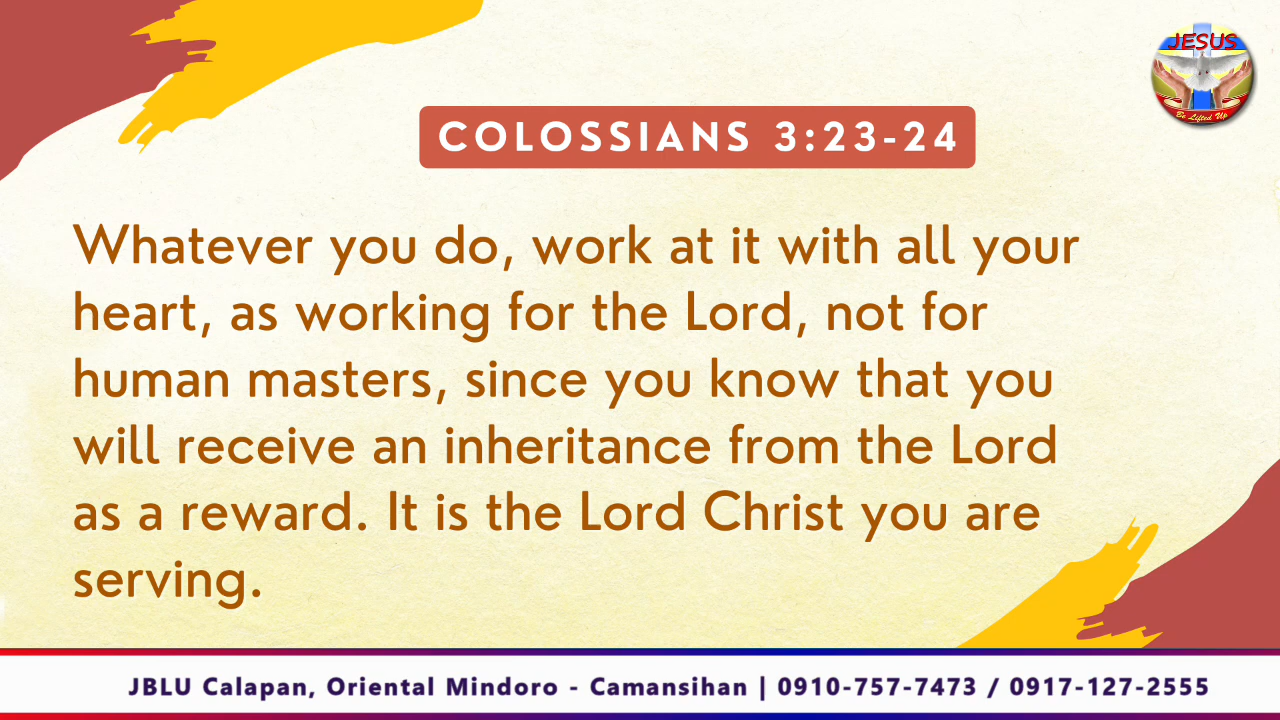 JESUS
Be Lifted Up
COLOSSIANS 3:23-24
Whatever you do, work at it with all your
heart, as working for the Lord, not for
human masters, since you know that you
will receive an inheritance from the Lord
as a reward. It is the Lord Christ you are
serving.
JBLU Calapan, Oriental Mindoro - Camansihan | 0910-757-7473 / 0917-127-2555